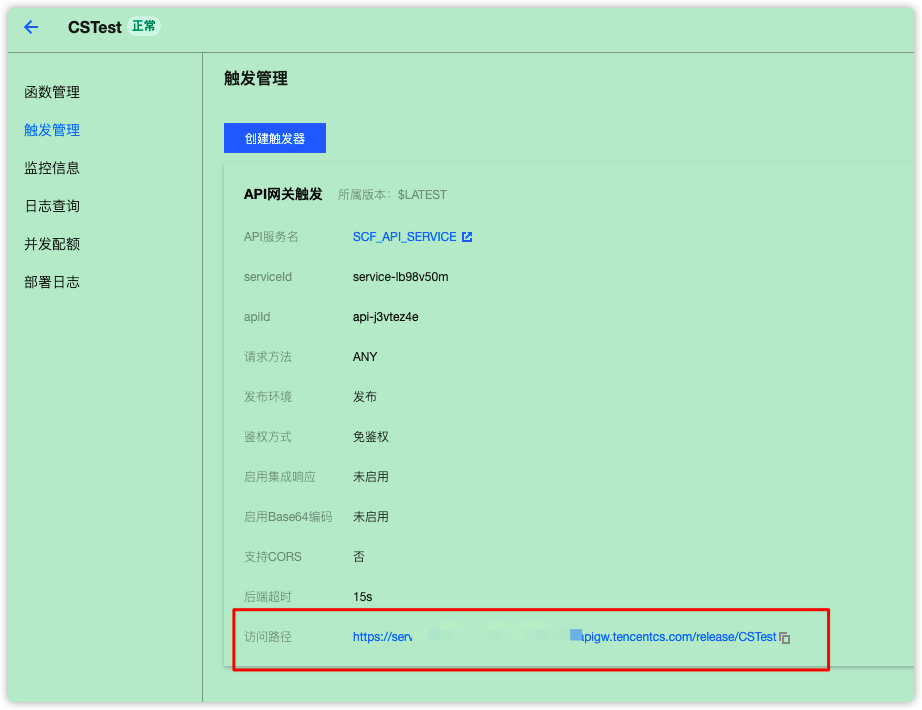 CSTest 正常
函数管理
触发管理
监控信息
日志查询
并发配额
部署日志
触发管理
创建触发器
API网关触发 所属版本: $LATEST
API服务名 SCF_API_SERVICE
serviceId service-lb98v50m
apiId api-j3vtez4e
请求方法 ANY
发布环境 发布
鉴权方式 免鉴权
启用集成响应 未启用
启用Base64编码 未启用
支持CORS 否
后端超时 15s
访问路径 https://serv apigw.tencentcs.com/release/CSTest